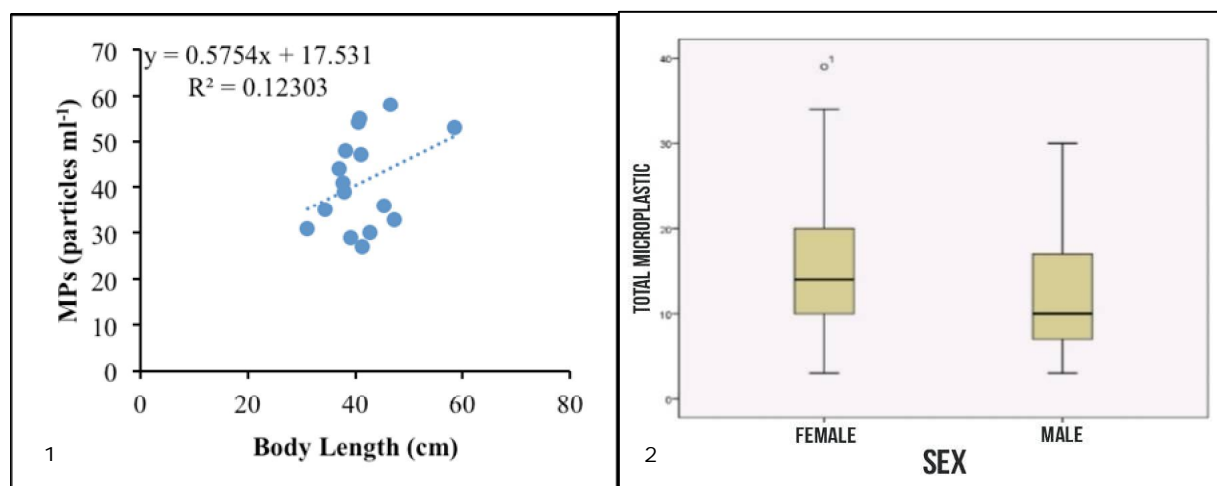 y = 0.5754x + 17.531
R² = 0.12303
MPs (particles ml⁻¹)
70
60
50
40
30
20
10
0
0 20 40 60 80
Body Length (cm)
1
TOTAL MICROPLASTIC
40
30
20
10
0
1
FEMALE MALE
SEX
2